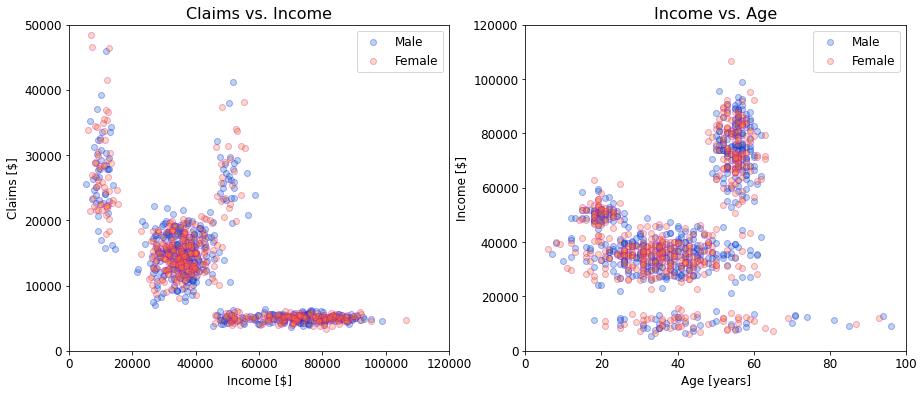 Claims vs. Income
Claims [$]
50000
40000
30000
20000
10000
0
0 20000 40000 60000 80000 100000 120000
Income [$]
Male
Female
Income vs. Age
Income [$]
120000
100000
80000
60000
40000
20000
0
0 20 40 60 80 100
Age [years]
Male
Female